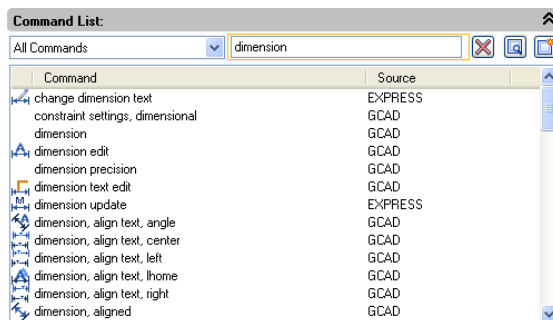 Command List:
All Commands dimension
Command Source
change dimension text EXPRESS
constraint settings, dimensional GCAD
dimension GCAD
dimension edit GCAD
dimension precision GCAD
dimension text edit GCAD
dimension update EXPRESS
dimension, align text, angle GCAD
dimension, align text, center GCAD
dimension, align text, left GCAD
dimension, align text, lhome GCAD
dimension, align text, right GCAD
dimension, aligned GCAD